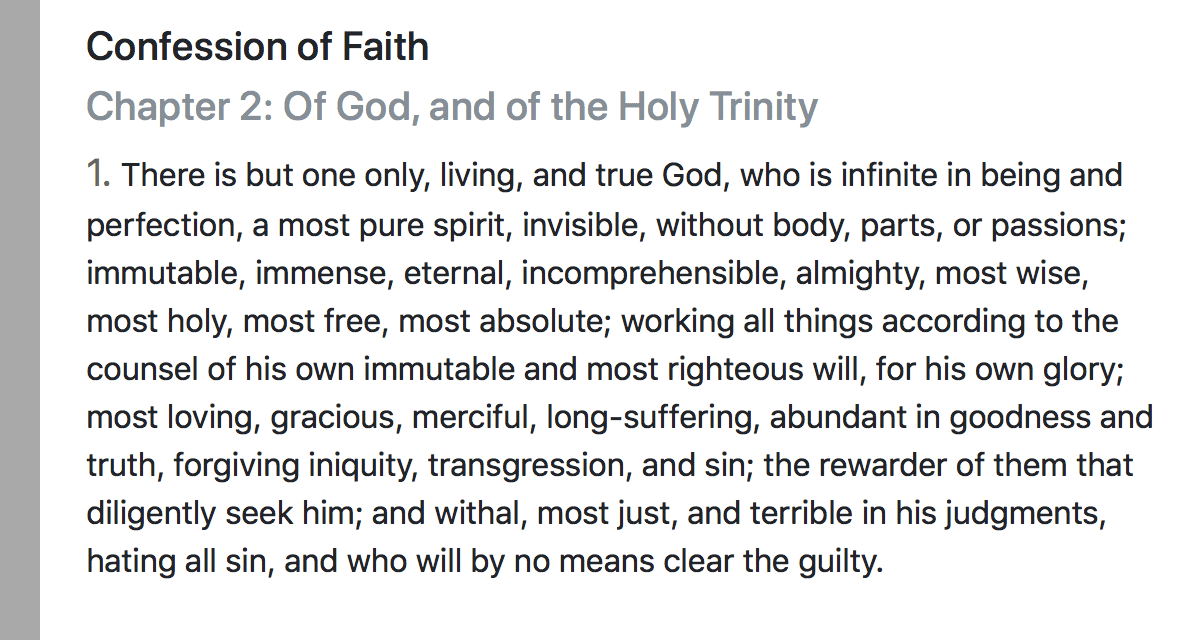 Confession of Faith
Chapter 2: Of God, and of the Holy Trinity
1. There is but one only, living, and true God, who is infinite in being and
perfection, a most pure spirit, invisible, without body, parts, or passions;
immutable, immense, eternal, incomprehensible, almighty, most wise,
most holy, most free, most absolute; working all things according to the
counsel of his own immutable and most righteous will, for his own glory;
most loving, gracious, merciful, long-suffering, abundant in goodness and
truth, forgiving iniquity, transgression, and sin; the rewarder of them that
diligently seek him; and withal, most just, and terrible in his judgments,
hating all sin, and who will by no means clear the guilty.